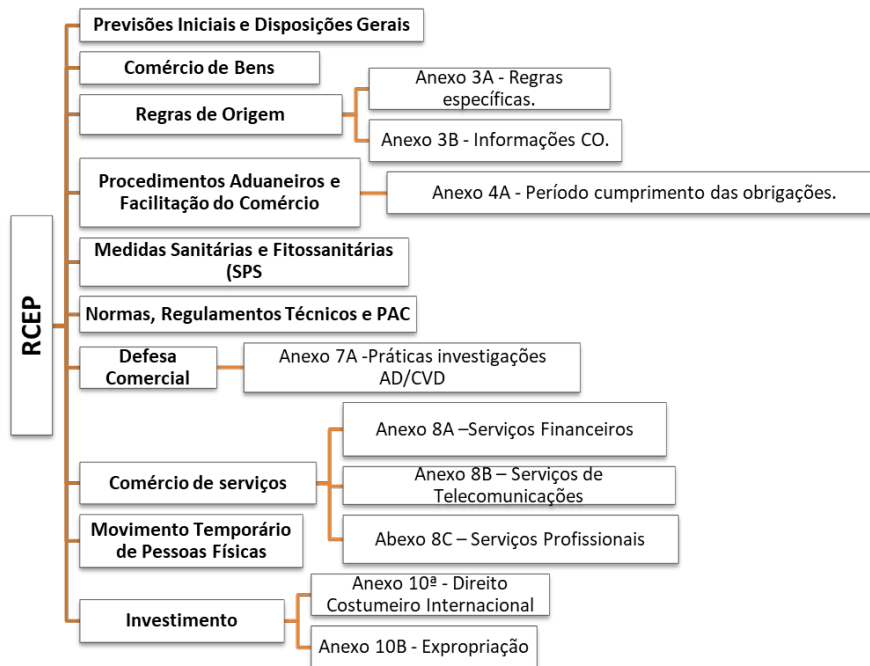 RCEP
Previsões Iniciais e Disposições Gerais
Comércio de Bens
Regras de Origem
Anexo 3A - Regras
específicas.
Anexo 3B - Informações CO.
Procedimentos Aduaneiros e
Facilitação do Comércio
Anexo 4A - Período cumprimento das obrigações.
Medidas Sanitárias e Fitossanitárias
(SPS
Normas, Regulamentos Técnicos e PAC
Defesa
Comercial
Anexo 7A -Práticas investigações
AD/CVD
Comércio de serviços
Anexo 8A –Serviços Financeiros
Anexo 8B – Serviços de
Telecomunicações
Abexo 8C – Serviços Profissionais
Movimento Temporário
de Pessoas Físicas
Investimento
Anexo 10ª - Direito
Costumeiro Internacional
Anexo 10B - Expropriação